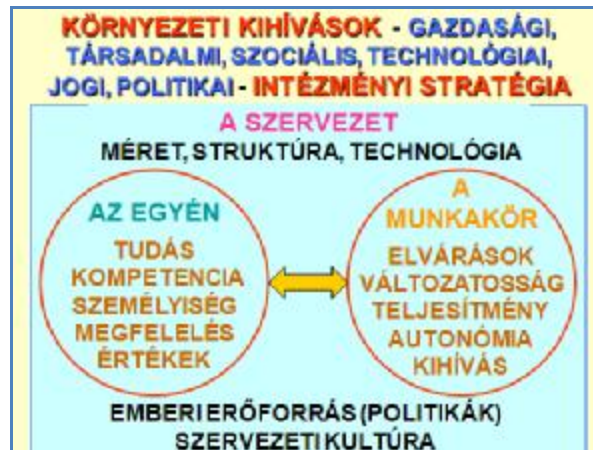 KÖRNYEZETI KIHÍVÁSOK - GAZDASÁGI,
TÁRSADALMI, SZOCIÁLIS, TECHNOLÓGIAI,
JOGI, POLITIKAI - INTÉZMÉNYI STRATÉGIA
A SZERVEZET
MÉRET, STRUKTÚRA, TECHNOLÓGIA
AZ EGYÉN
TUDÁS
KOMPETENCIA
SZEMÉLYISÉG
MEGFELELÉS
ÉRTÉKEK
A
MUNKAKÖR
ELVÁRÁSOK
VÁLTOZATOSSÁG
TELJESÍTMÉNY
AUTONÓMIA
KIHÍVÁS
EMBERI ERŐFORRÁS (POLITIKÁK)
SZERVEZETI KULTÚRA